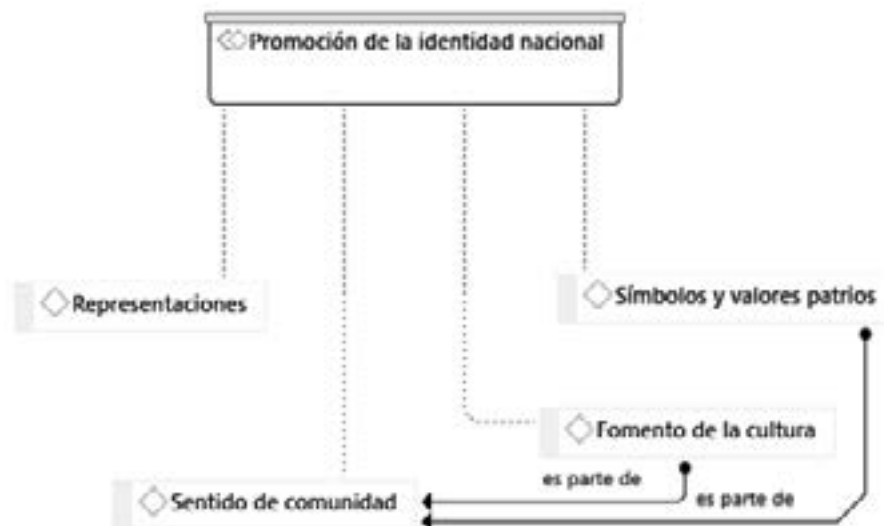 Promoción de la identidad nacional
Representaciones
Símbolos y valores patrios
Fomento de la cultura
es parte de
Sentido de comunidad
es parte de